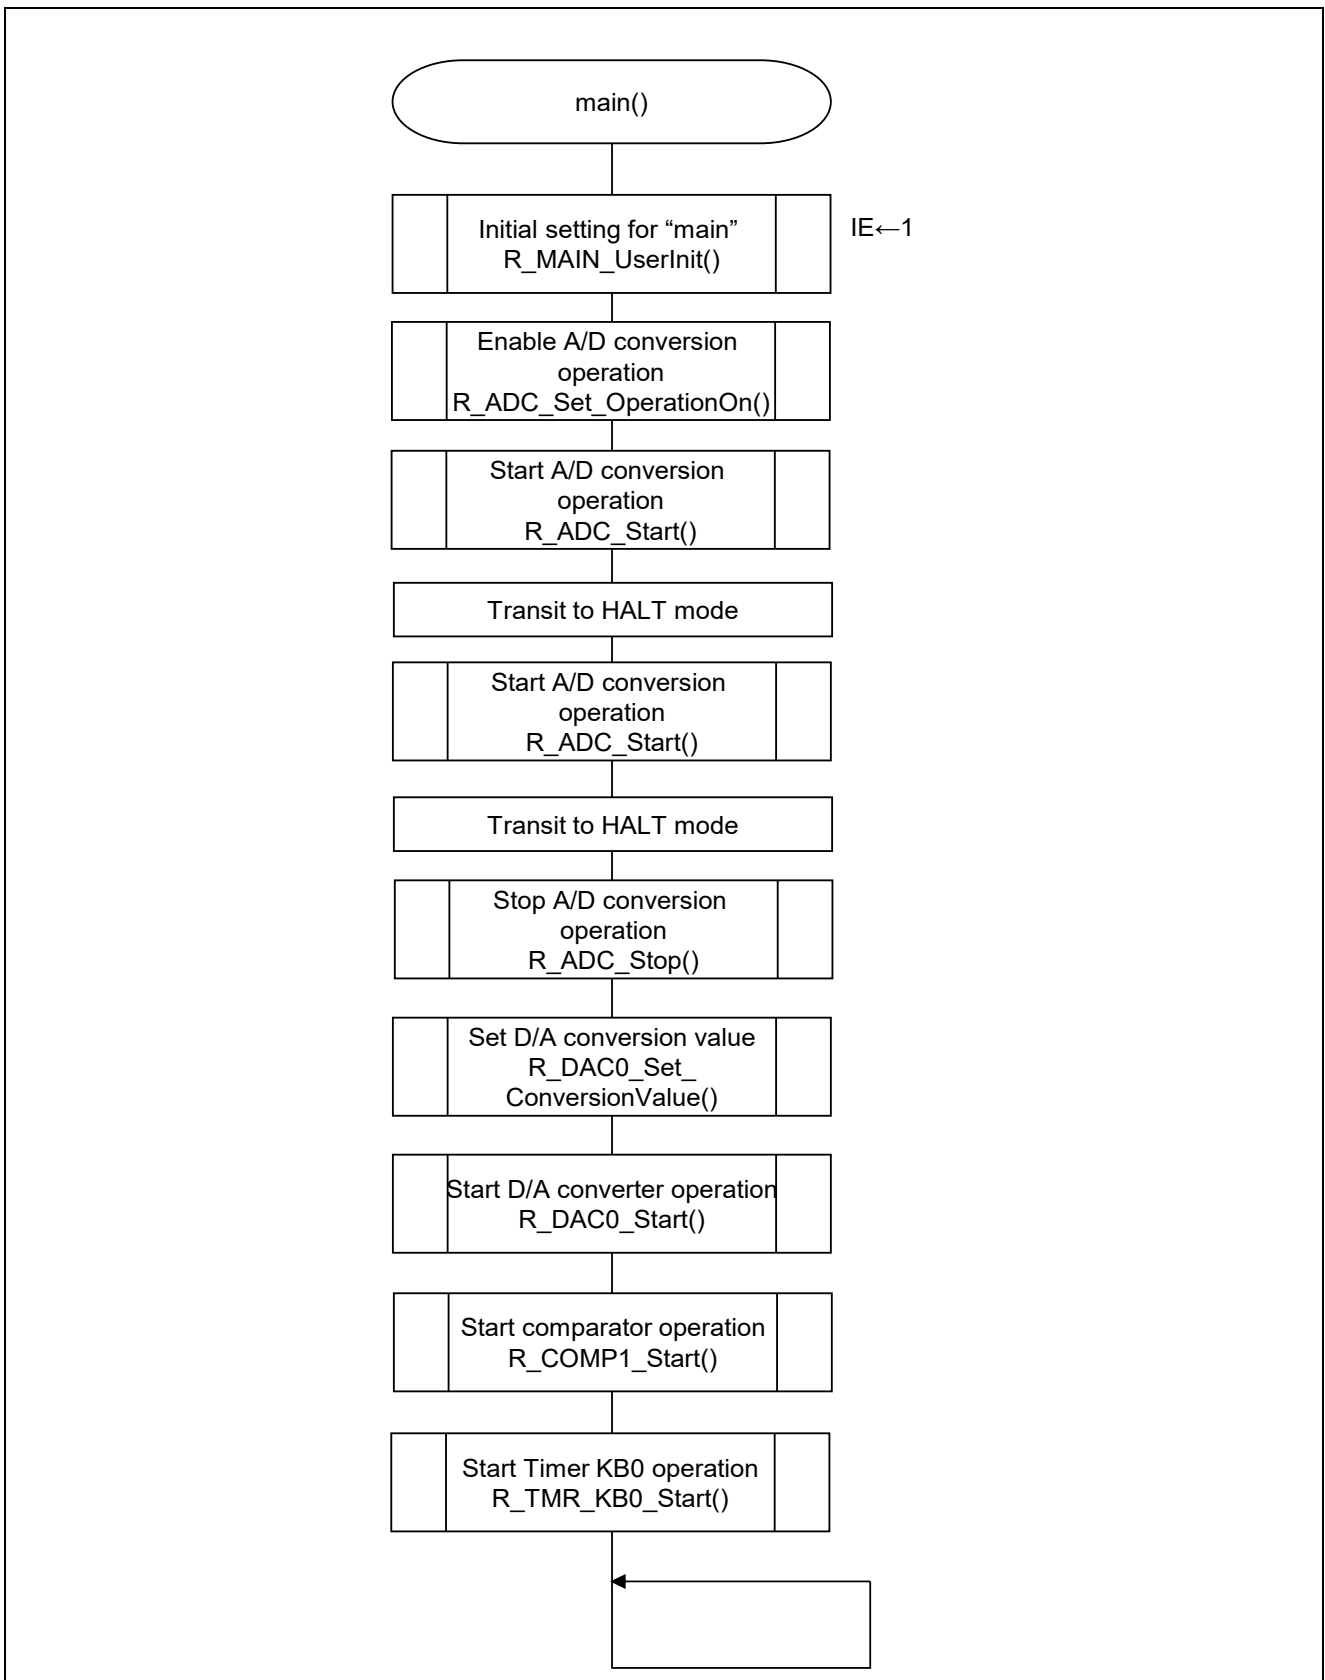 main()
Initial setting for “main”
R_MAIN_UserInit()
IE←1
Enable A/D conversion
operation
R_ADC_Set_OperationOn()
Start A/D conversion
operation
R_ADC_Start()
Transit to HALT mode
Start A/D conversion
operation
R_ADC_Start()
Transit to HALT mode
Stop A/D conversion
operation
R_ADC_Stop()
Set D/A conversion value
R_DAC0_Set_
ConversionValue()
Start D/A converter operation
R_DAC0_Start()
Start comparator operation
R_COMP1_Start()
Start Timer KB0 operation
R_TMR_KB0_Start()